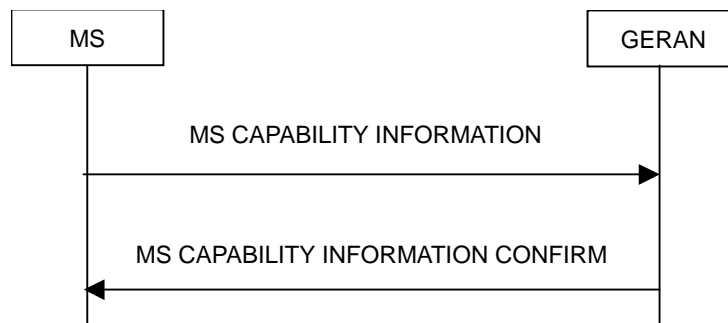 MS
GERAN
MS CAPABILITY INFORMATION
MS CAPABILITY INFORMATION CONFIRM